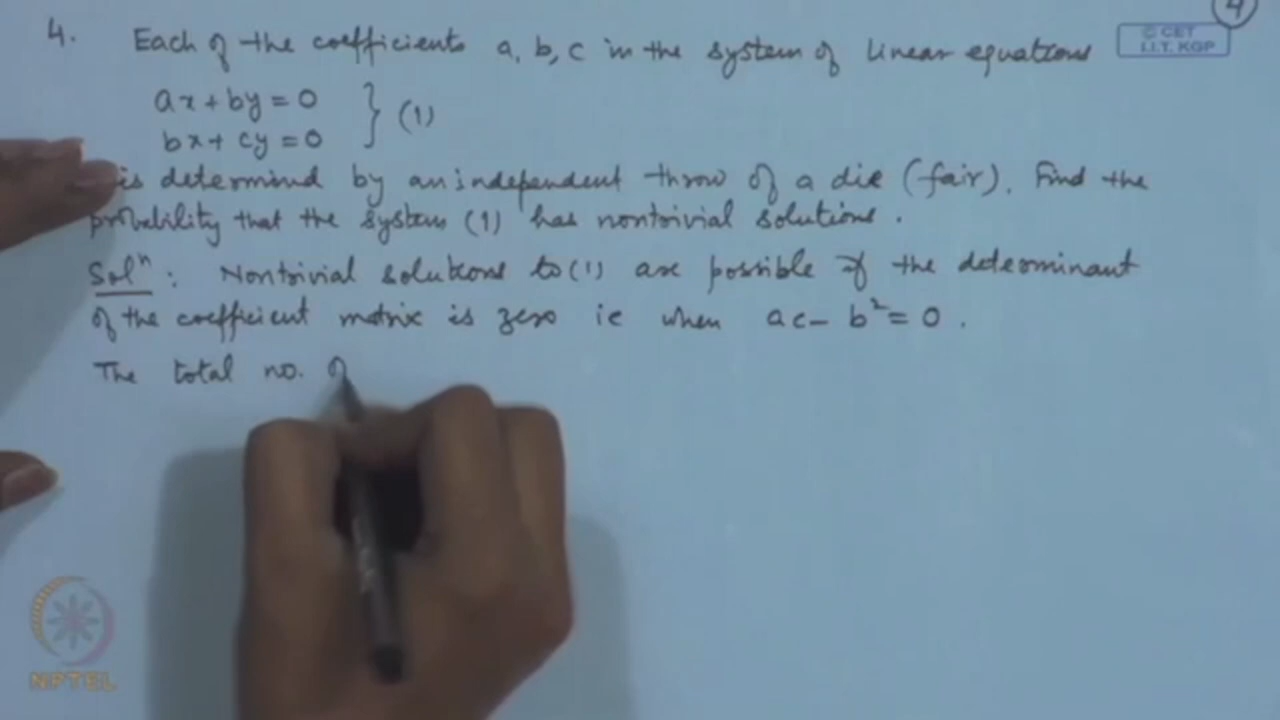 4
© CET
I.I.T. KGP
4. Each of the coefficients a, b, c in the system of linear equations
ax + by = 0
bx + cy = 0 } (1)
is determind by an independent throw of a die (fair). Find the
probability that the system (1) has nontrivial solutions.
Solⁿ: Nontrivial solutions to (1) are possible if the determinant
of the coefficient matrix is zero ie when ac - b² = 0.
The total no. of
NPTEL